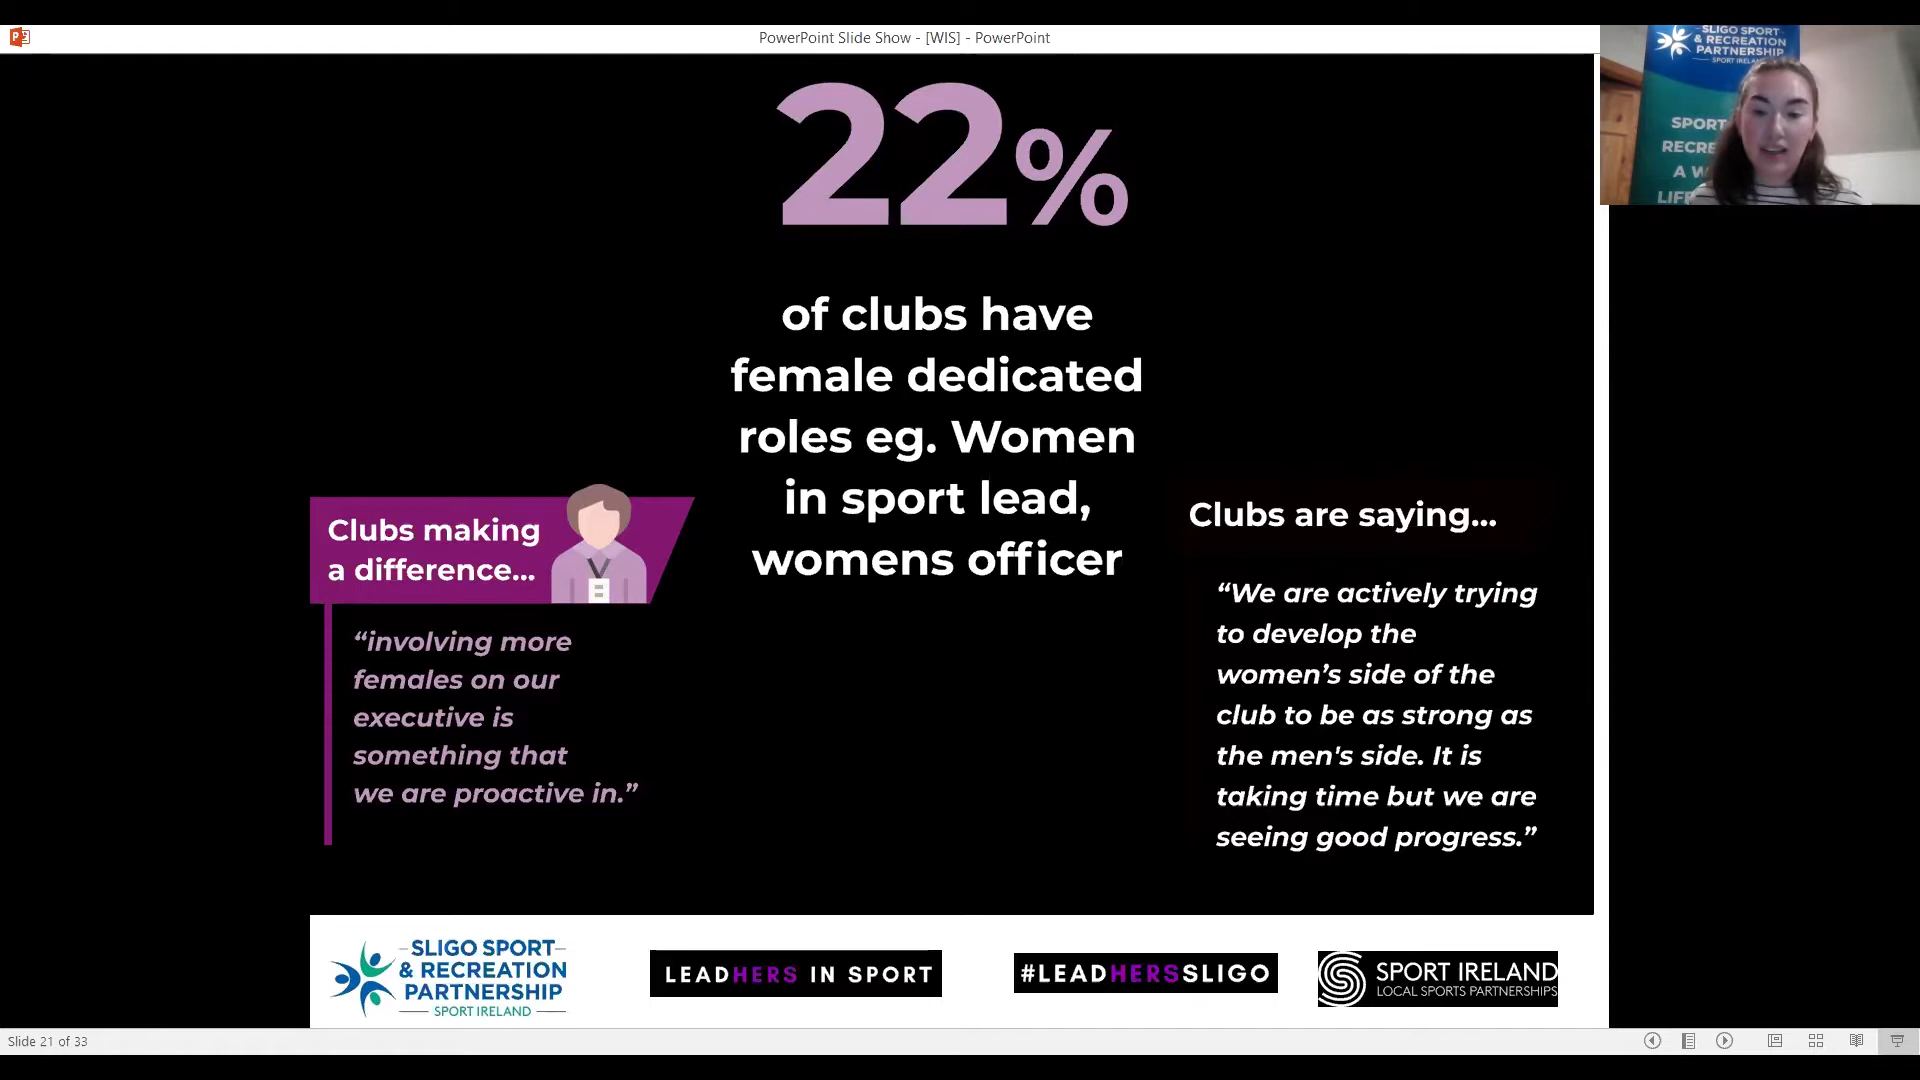 PowerPoint Slide Show - [WIS] - PowerPoint
22%
of clubs have
female dedicated
roles eg. Women
in sport lead,
womens officer
Clubs making
a difference...
“involving more
females on our
executive is
something that
we are proactive in.”
Clubs are saying...
“We are actively trying
to develop the
women’s side of the
club to be as strong as
the men's side. It is
taking time but we are
seeing good progress.”
SLIGO SPORT
& RECREATION
PARTNERSHIP
SPORT IRELAND
LEADHERS IN SPORT
#LEADHERSSLIGO
SPORT IRELAND
LOCAL SPORTS PARTNERSHIPS
Slide 21 of 33
SLIGO SPORT
& RECREATION
PARTNERSHIP
SPORT
A